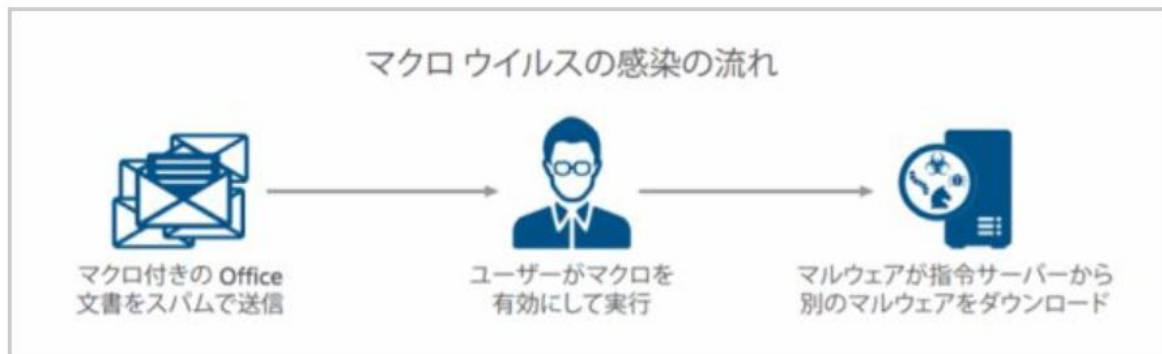 マクロ ウイルスの感染の流れ
マクロ付きの Office
文書をスパムで送信
ユーザーがマクロを
有効にして実行
マルウェアが指令サーバーから
別のマルウェアをダウンロード